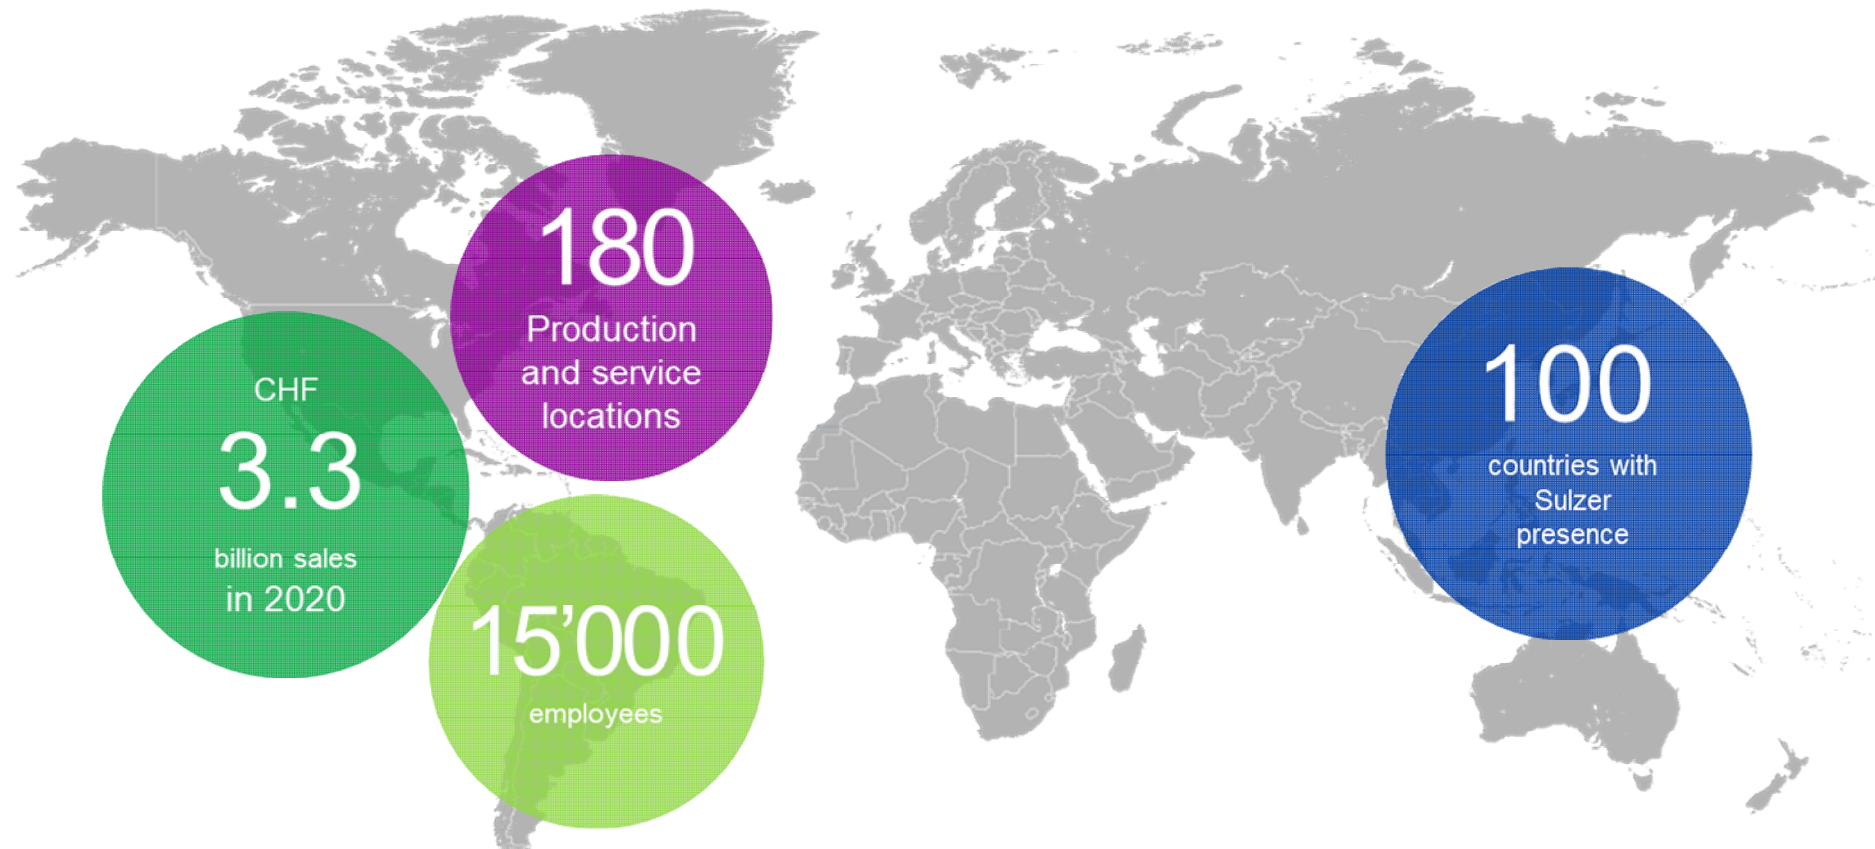 180
Production
and service
locations
CHF
3.3
billion sales
in 2020
15’000
employees
100
countries with
Sulzer
presence